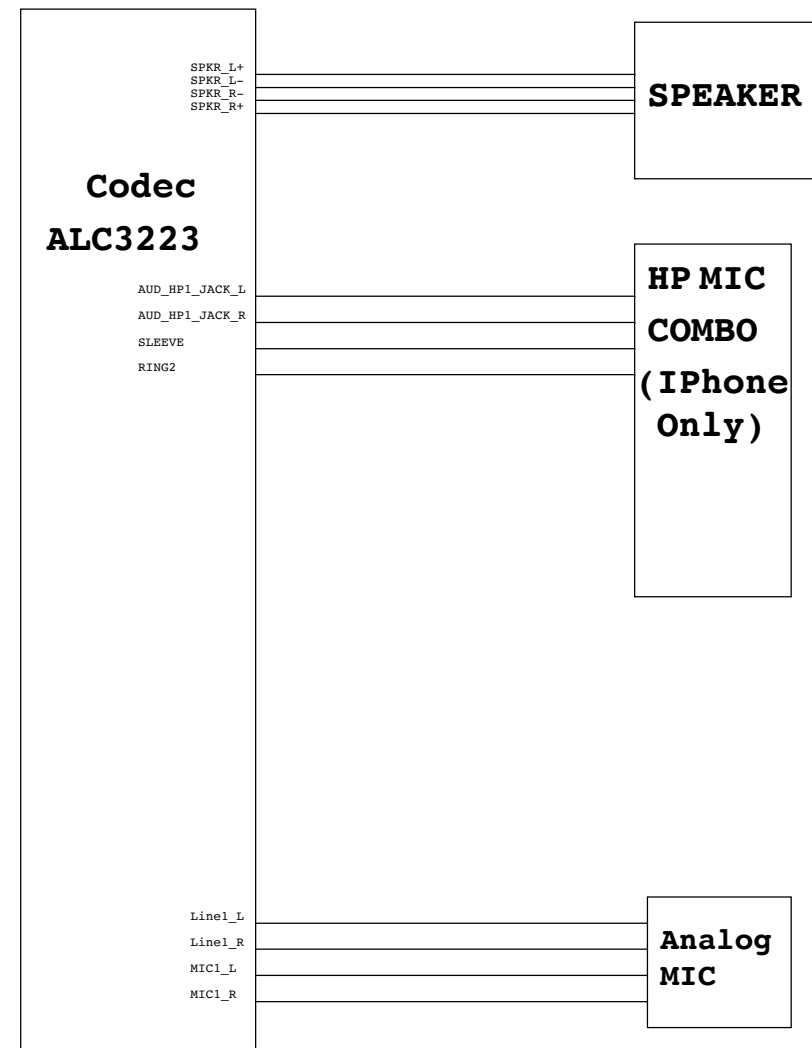 SPKR_L+
SPKR_L-
SPKR_R-
SPKR_R+
SPEAKER
Codec
ALC3223
AUD_HP1_JACK_L
AUD_HP1_JACK_R
SLEEVE
RING2
HP MIC
COMBO
(IPhone
Only)
Line1_L
Line1_R
MIC1_L
MIC1_R
Analog
MIC